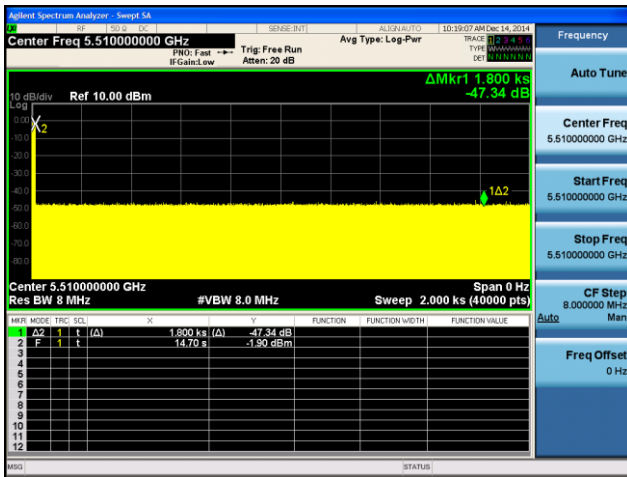 Agilent Spectrum Analyzer - Swept SA
RF 50 Ω DC SENSE:INT ALIGN AUTO 10:19:07 AM Dec 14, 2014
Center Freq 5.510000000 GHz
PNO: Fast
IFGain:Low
Trig: Free Run
Atten: 20 dB
Avg Type: Log-Pwr
TRACE 1 2 3 4 5 6
TYPE
DET N N N N N N
ΔMkr1 1.800 ks
-47.34 dB
10 dB/div Ref 10.00 dBm
Log
0.00
-10.0
-20.0
-30.0
-40.0
-50.0
-60.0
-70.0
-80.0
2
1Δ2
Center 5.510000000 GHz Span 0 Hz
Res BW 8 MHz #VBW 8.0 MHz Sweep 2.000 ks (40000 pts)
MKR MODE TRC SCL X Y FUNCTION FUNCTION WIDTH FUNCTION VALUE
1 Δ2 1 t (Δ) 1.800 ks (Δ) -47.34 dB
2 F 1 t 14.70 s -1.90 dBm
3
4
5
6
7
8
9
10
11
12
MSG STATUS
Frequency
Auto Tune
Center Freq
5.510000000 GHz
Start Freq
5.510000000 GHz
Stop Freq
5.510000000 GHz
CF Step
8.000000 MHz
Auto Man
Freq Offset
0 Hz